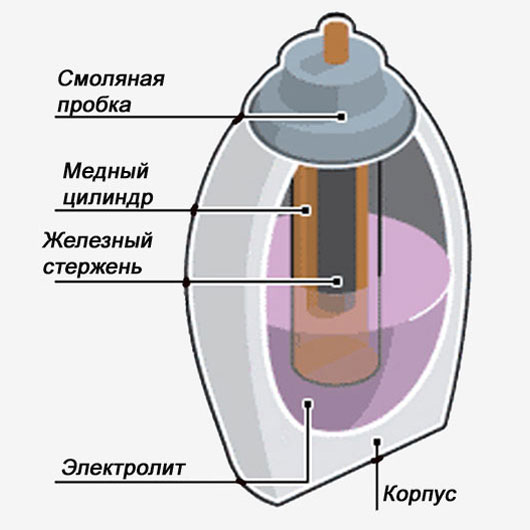 Смоляная
пробка
Медный
цилиндр
Железный
стержень
Электролит
Корпус